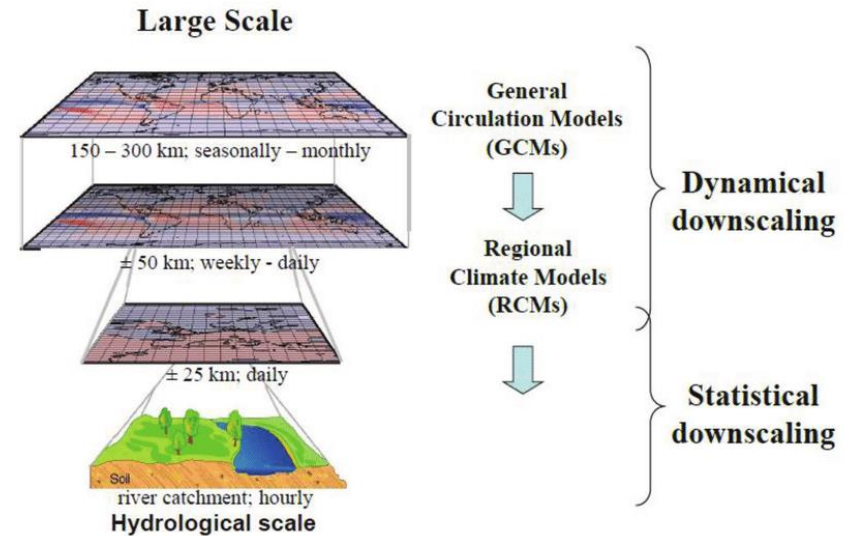 Large Scale
150 – 300 km; seasonally – monthly
± 50 km; weekly - daily
± 25 km; daily
Soil
river catchment; hourly
Hydrological scale
General
Circulation Models
(GCMs)
Regional
Climate Models
(RCMs)
Dynamical
downscaling
Statistical
downscaling